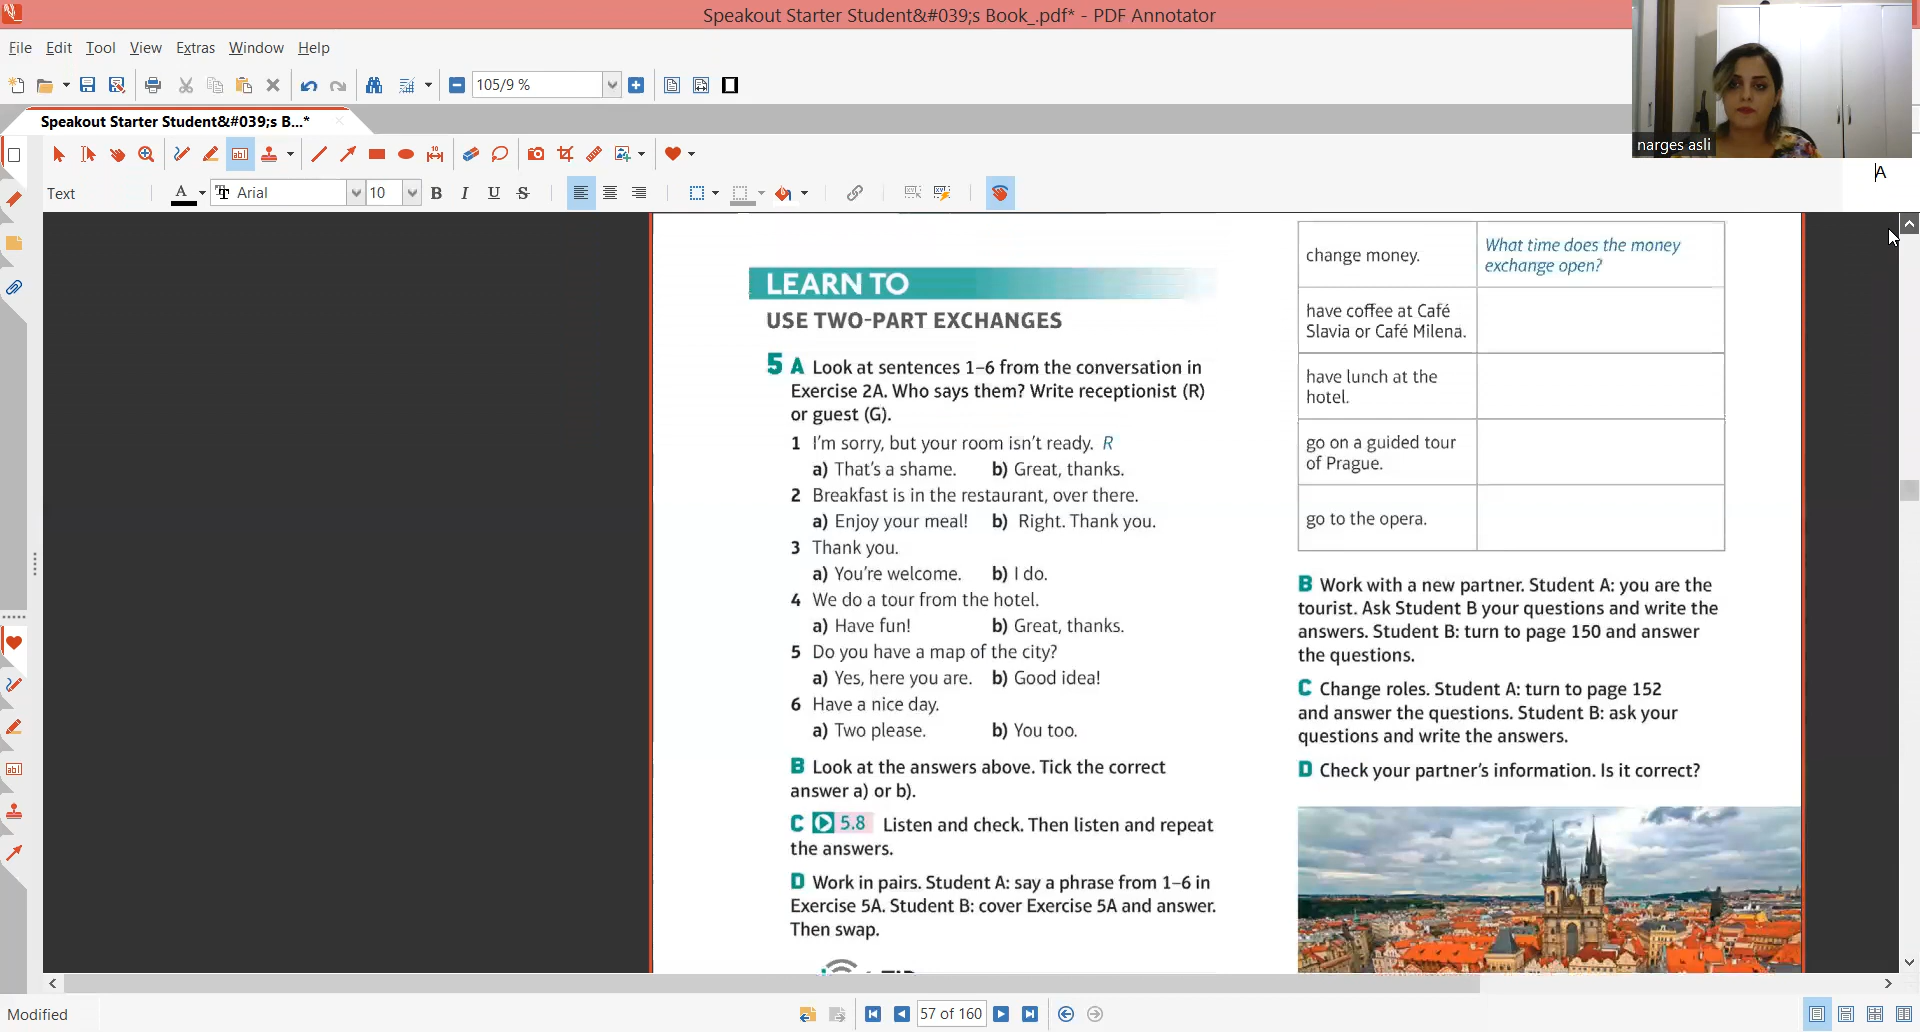 Speakout Starter Student&#039;s Book_.pdf* - PDF Annotator
File Edit Tool View Extras Window Help
105/9 %
Speakout Starter Student&#039;s B...*
narges asli
Text A Arial 10 B I U S
A
LEARN TO
USE TWO-PART EXCHANGES
5 A Look at sentences 1–6 from the conversation in
Exercise 2A. Who says them? Write receptionist (R)
or guest (G).
1 I'm sorry, but your room isn't ready. R
a) That's a shame. b) Great, thanks.
2 Breakfast is in the restaurant, over there.
a) Enjoy your meal! b) Right. Thank you.
3 Thank you.
a) You're welcome. b) I do.
4 We do a tour from the hotel.
a) Have fun! b) Great, thanks.
5 Do you have a map of the city?
a) Yes, here you are. b) Good idea!
6 Have a nice day.
a) Two please. b) You too.
B Look at the answers above. Tick the correct
answer a) or b).
C 5.8 Listen and check. Then listen and repeat
the answers.
D Work in pairs. Student A: say a phrase from 1–6 in
Exercise 5A. Student B: cover Exercise 5A and answer.
Then swap.
change money.
What time does the money
exchange open?
have coffee at Café
Slavia or Café Milena.
have lunch at the
hotel.
go on a guided tour
of Prague.
go to the opera.
B Work with a new partner. Student A: you are the
tourist. Ask Student B your questions and write the
answers. Student B: turn to page 150 and answer
the questions.
C Change roles. Student A: turn to page 152
and answer the questions. Student B: ask your
questions and write the answers.
D Check your partner's information. Is it correct?
Modified
57 of 160